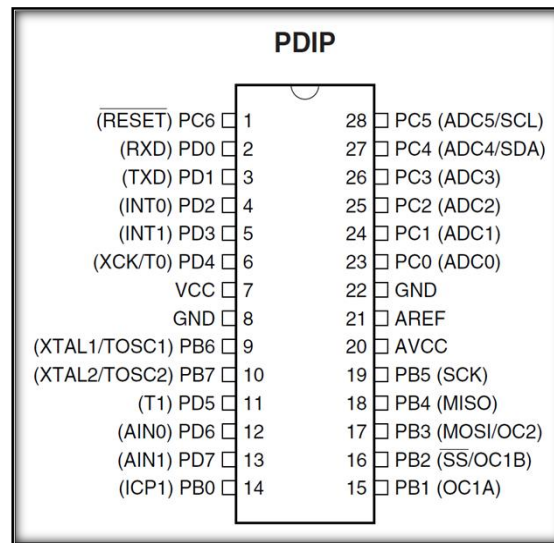 PDIP
(RESET) PC6 1 28 PC5 (ADC5/SCL)
(RXD) PD0 2 27 PC4 (ADC4/SDA)
(TXD) PD1 3 26 PC3 (ADC3)
(INT0) PD2 4 25 PC2 (ADC2)
(INT1) PD3 5 24 PC1 (ADC1)
(XCK/T0) PD4 6 23 PC0 (ADC0)
VCC 7 22 GND
GND 8 21 AREF
(XTAL1/TOSC1) PB6 9 20 AVCC
(XTAL2/TOSC2) PB7 10 19 PB5 (SCK)
(T1) PD5 11 18 PB4 (MISO)
(AIN0) PD6 12 17 PB3 (MOSI/OC2)
(AIN1) PD7 13 16 PB2 (SS/OC1B)
(ICP1) PB0 14 15 PB1 (OC1A)